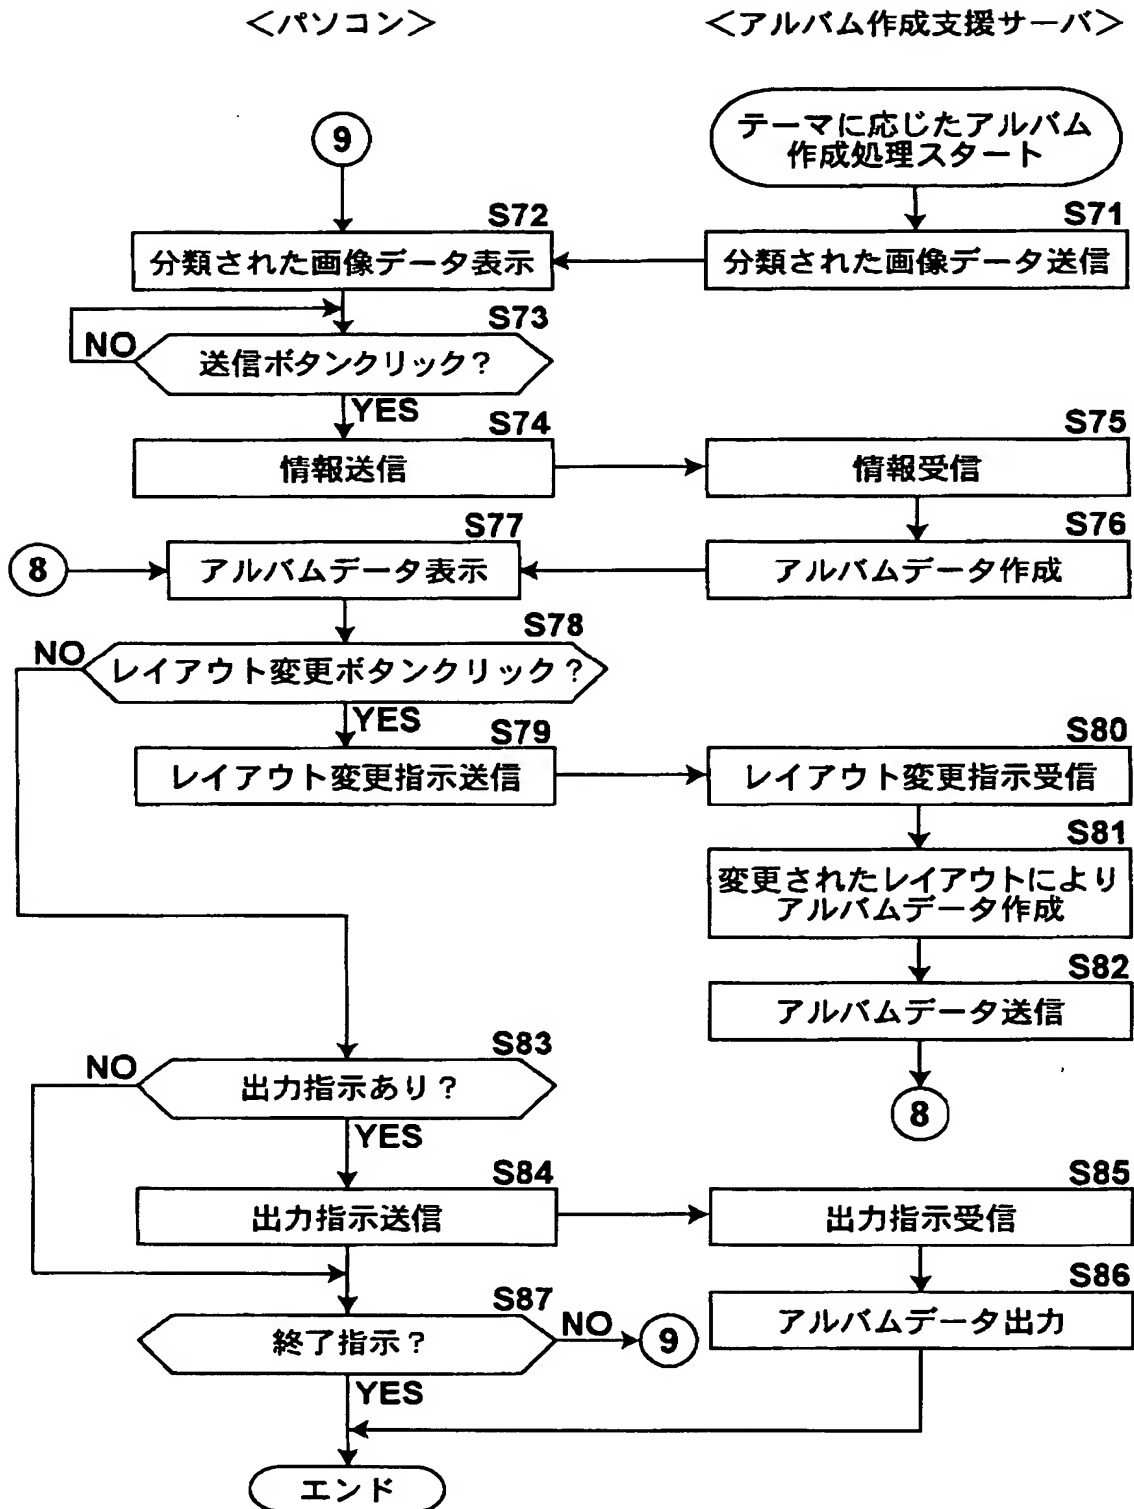 <パソコン>
<アルバム作成支援サーバ>
テーマに応じたアルバム
作成処理スタート
9
S72
分類された画像データ表示
S71
分類された画像データ送信
S73
NO
送信ボタンクリック?
YES
S74
情報送信
S75
情報受信
S77
8
アルバムデータ表示
S76
アルバムデータ作成
S78
NO
レイアウト変更ボタンクリック?
YES
S79
レイアウト変更指示送信
S80
レイアウト変更指示受信
S81
変更されたレイアウトにより
アルバムデータ作成
S82
アルバムデータ送信
8
S83
NO
出力指示あり?
YES
S84
出力指示送信
S85
出力指示受信
S86
アルバムデータ出力
S87
終了指示?
NO
9
YES
エンド